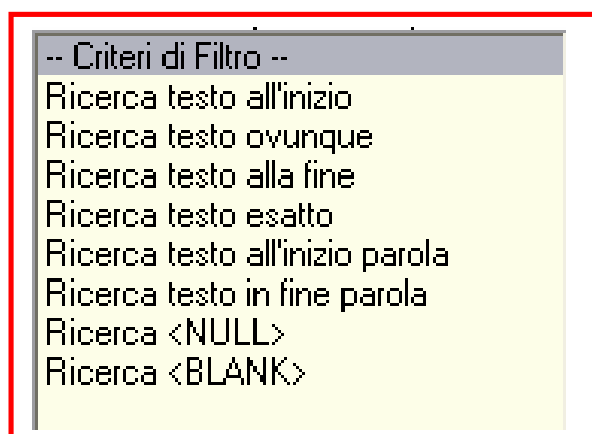 -- Criteri di Filtro --
Ricerca testo all'inizio
Ricerca testo ovunque
Ricerca testo alla fine
Ricerca testo esatto
Ricerca testo all'inizio parola
Ricerca testo in fine parola
Ricerca <NULL>
Ricerca <BLANK>